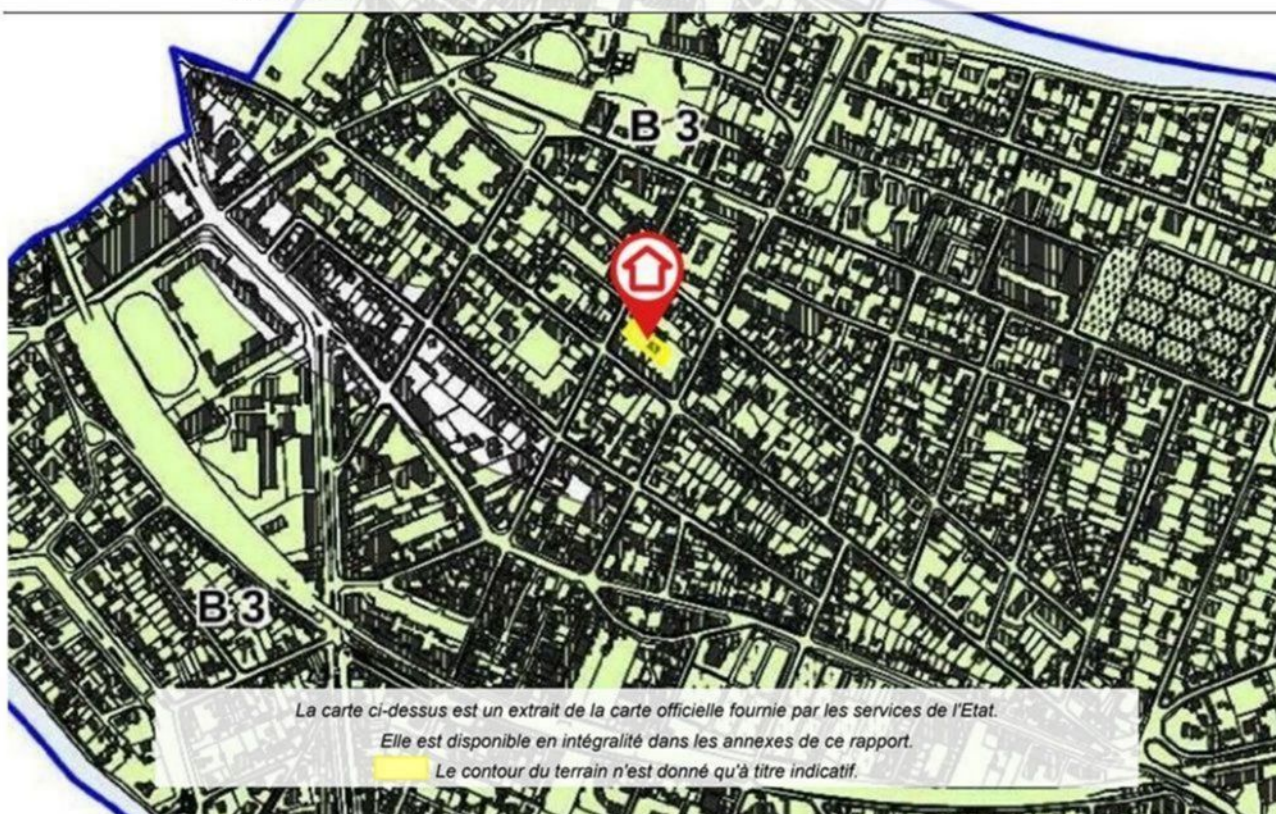 B 3
B 3
La carte ci-dessus est un extrait de la carte officielle fournie par les services de l'Etat.
Elle est disponible en intégralité dans les annexes de ce rapport.
Le contour du terrain n'est donné qu'à titre indicatif.